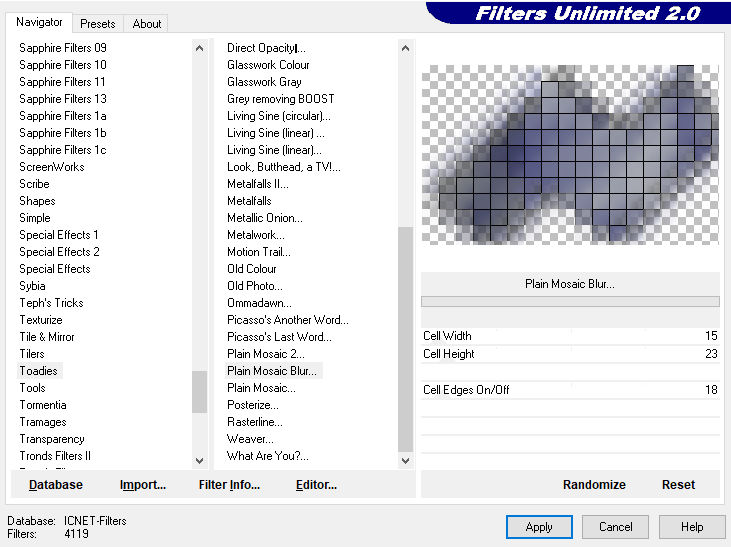 Filters Unlimited 2.0
Navigator Presets About
Sapphire Filters 09
Sapphire Filters 10
Sapphire Filters 11
Sapphire Filters 13
Sapphire Filters 1a
Sapphire Filters 1b
Sapphire Filters 1c
ScreenWorks
Scribe
Shapes
Simple
Special Effects 1
Special Effects 2
Special Effects
Sybia
Teph's Tricks
Texturize
Tile & Mirror
Tilers
Toadies
Tools
Tormentia
Tramages
Transparency
Tronds Filters II
Direct Opacity|...
Glasswork Colour
Glasswork Gray
Grey removing BOOST
Living Sine (circular)...
Living Sine (linear) ...
Living Sine (linear)...
Look, Butthead, a TV!...
Metalfalls II...
Metalfalls
Metallic Onion...
Metalwork...
Motion Trail...
Old Colour
Old Photo...
Ommadawn...
Picasso's Another Word...
Picasso's Last Word...
Plain Mosaic 2...
Plain Mosaic Blur...
Plain Mosaic...
Posterize...
Rasterline...
Weaver...
What Are You?...
Plain Mosaic Blur...
Cell Width 15
Cell Height 23
Cell Edges On/Off 18
Database Import... Filter Info... Editor... Randomize Reset
Database: ICNET-Filters
Filters: 4119
Apply Cancel Help